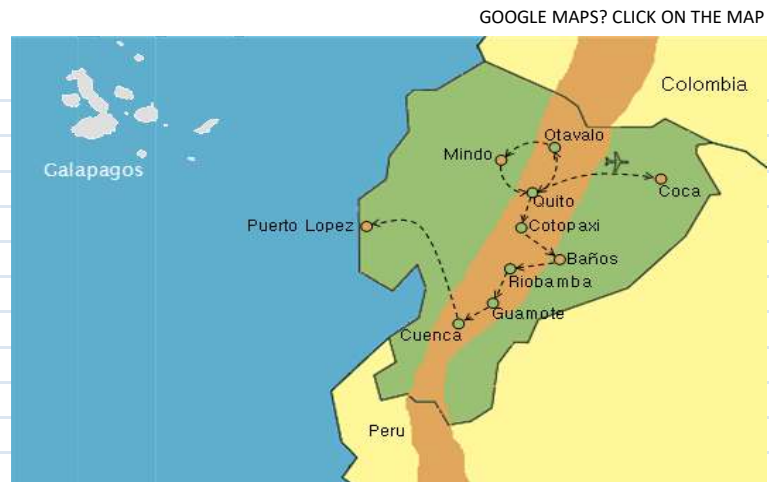 GOOGLE MAPS? CLICK ON THE MAP
Colombia
Otavalo
Mindo
Galapagos
Coca
Quito
Puerto Lopez
Cotopaxi
Baños
Riobamba
Guamote
Cuenca
Peru